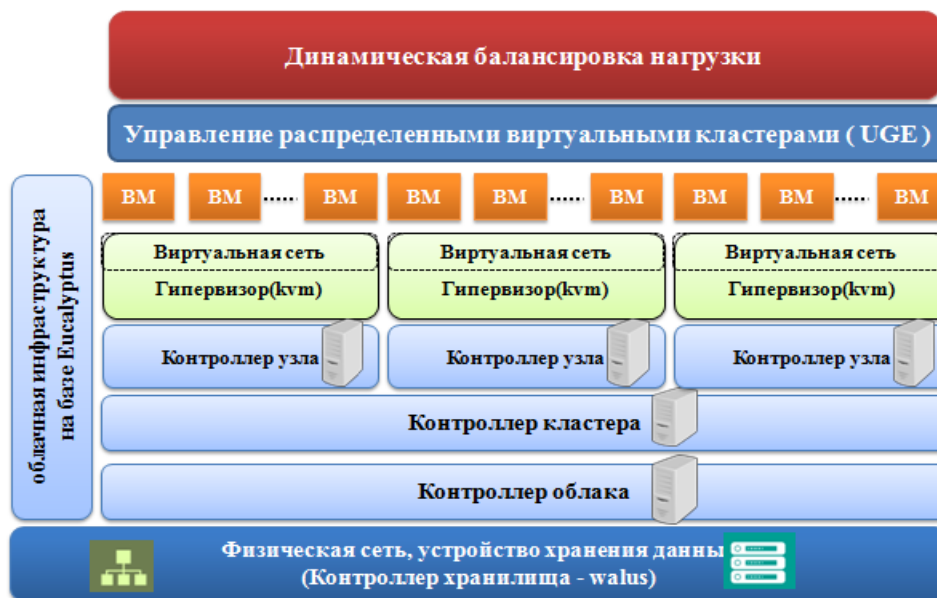 Динамическая балансировка нагрузки
Управление распределенными виртуальными кластерами ( UGE )
облачная инфраструктура
на базе Eucalyptus
ВМ ВМ ...... ВМ ВМ ВМ ...... ВМ ВМ ВМ ...... ВМ
Виртуальная сеть Виртуальная сеть Виртуальная сеть
Гипервизор(kvm) Гипервизор(kvm) Гипервизор(kvm)
Контроллер узла Контроллер узла Контроллер узла
Контроллер кластера
Контроллер облака
Физическая сеть, устройство хранения данны
(Контроллер хранилища - walus)